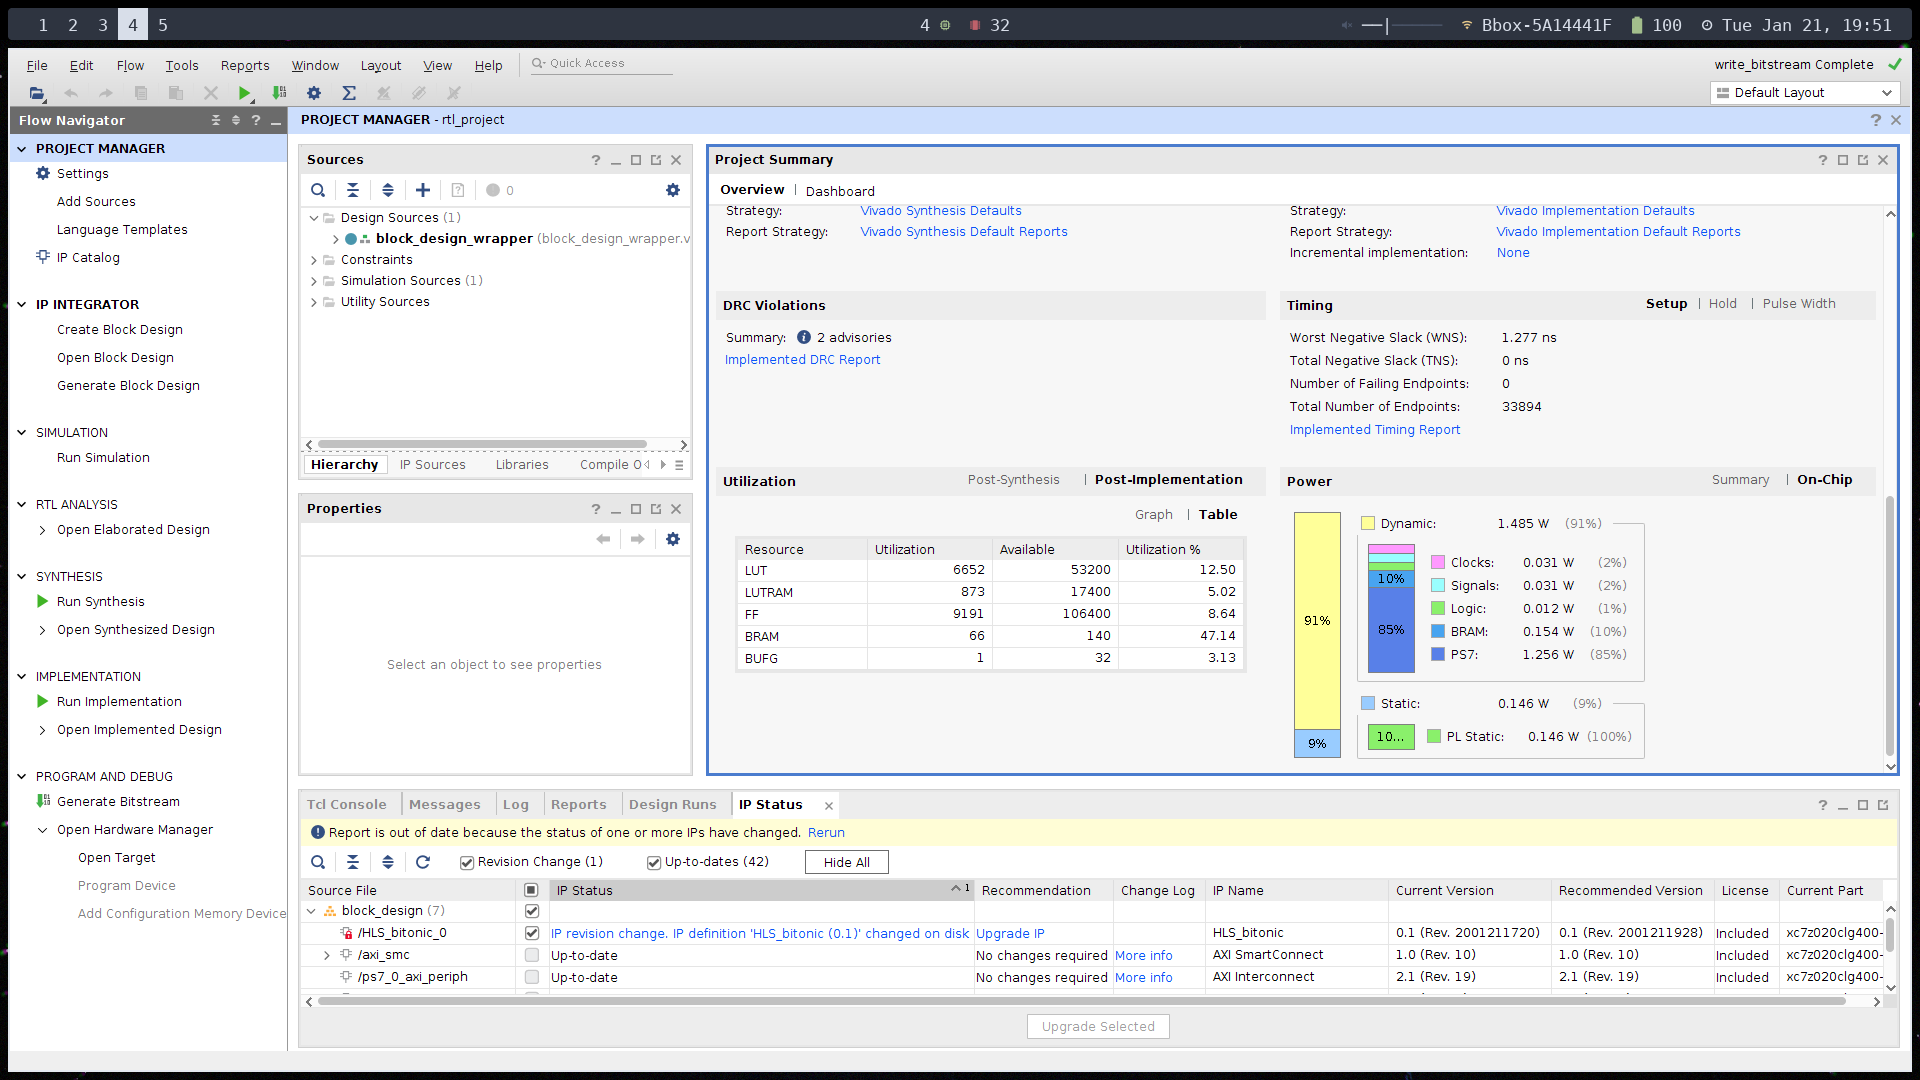 1 2 3 4 5 4 32 Bbox-5A14441F 100 Tue Jan 21, 19:51
File Edit Flow Tools Reports Window Layout View Help Quick Access write_bitstream Complete
Default Layout
Flow Navigator
PROJECT MANAGER
Settings
Add Sources
Language Templates
IP Catalog
IP INTEGRATOR
Create Block Design
Open Block Design
Generate Block Design
SIMULATION
Run Simulation
RTL ANALYSIS
Open Elaborated Design
SYNTHESIS
Run Synthesis
Open Synthesized Design
IMPLEMENTATION
Run Implementation
Open Implemented Design
PROGRAM AND DEBUG
Generate Bitstream
Open Hardware Manager
Open Target
Program Device
Add Configuration Memory Device
PROJECT MANAGER - rtl_project
Sources
0
Design Sources (1)
block_design_wrapper (block_design_wrapper.v
Constraints
Simulation Sources (1)
Utility Sources
Hierarchy IP Sources Libraries Compile O
Properties
Select an object to see properties
Project Summary
Overview | Dashboard
Strategy: Vivado Synthesis Defaults
Report Strategy: Vivado Synthesis Default Reports
Strategy: Vivado Implementation Defaults
Report Strategy: Vivado Implementation Default Reports
Incremental implementation: None
DRC Violations
Summary: 2 advisories
Implemented DRC Report
Timing Setup | Hold | Pulse Width
Worst Negative Slack (WNS): 1.277 ns
Total Negative Slack (TNS): 0 ns
Number of Failing Endpoints: 0
Total Number of Endpoints: 33894
Implemented Timing Report
Utilization Post-Synthesis | Post-Implementation
Graph | Table
Resource Utilization Available Utilization %
LUT 6652 53200 12.50
LUTRAM 873 17400 5.02
FF 9191 106400 8.64
BRAM 66 140 47.14
BUFG 1 32 3.13
Power Summary | On-Chip
91%
9%
Dynamic: 1.485 W (91%)
10%
85%
Clocks: 0.031 W (2%)
Signals: 0.031 W (2%)
Logic: 0.012 W (1%)
BRAM: 0.154 W (10%)
PS7: 1.256 W (85%)
Static: 0.146 W (9%)
10... PL Static: 0.146 W (100%)
Tcl Console Messages Log Reports Design Runs IP Status
Report is out of date because the status of one or more IPs have changed. Rerun
Revision Change (1) Up-to-dates (42) Hide All
Source File IP Status 1 Recommendation Change Log IP Name Current Version Recommended Version License Current Part
block_design (7)
/HLS_bitonic_0 IP revision change. IP definition 'HLS_bitonic (0.1)' changed on disk Upgrade IP HLS_bitonic 0.1 (Rev. 2001211720) 0.1 (Rev. 2001211928) Included xc7z020clg400-
/axi_smc Up-to-date No changes required More info AXI SmartConnect 1.0 (Rev. 10) 1.0 (Rev. 10) Included xc7z020clg400-
/ps7_0_axi_periph Up-to-date No changes required More info AXI Interconnect 2.1 (Rev. 19) 2.1 (Rev. 19) Included xc7z020clg400-
Upgrade Selected